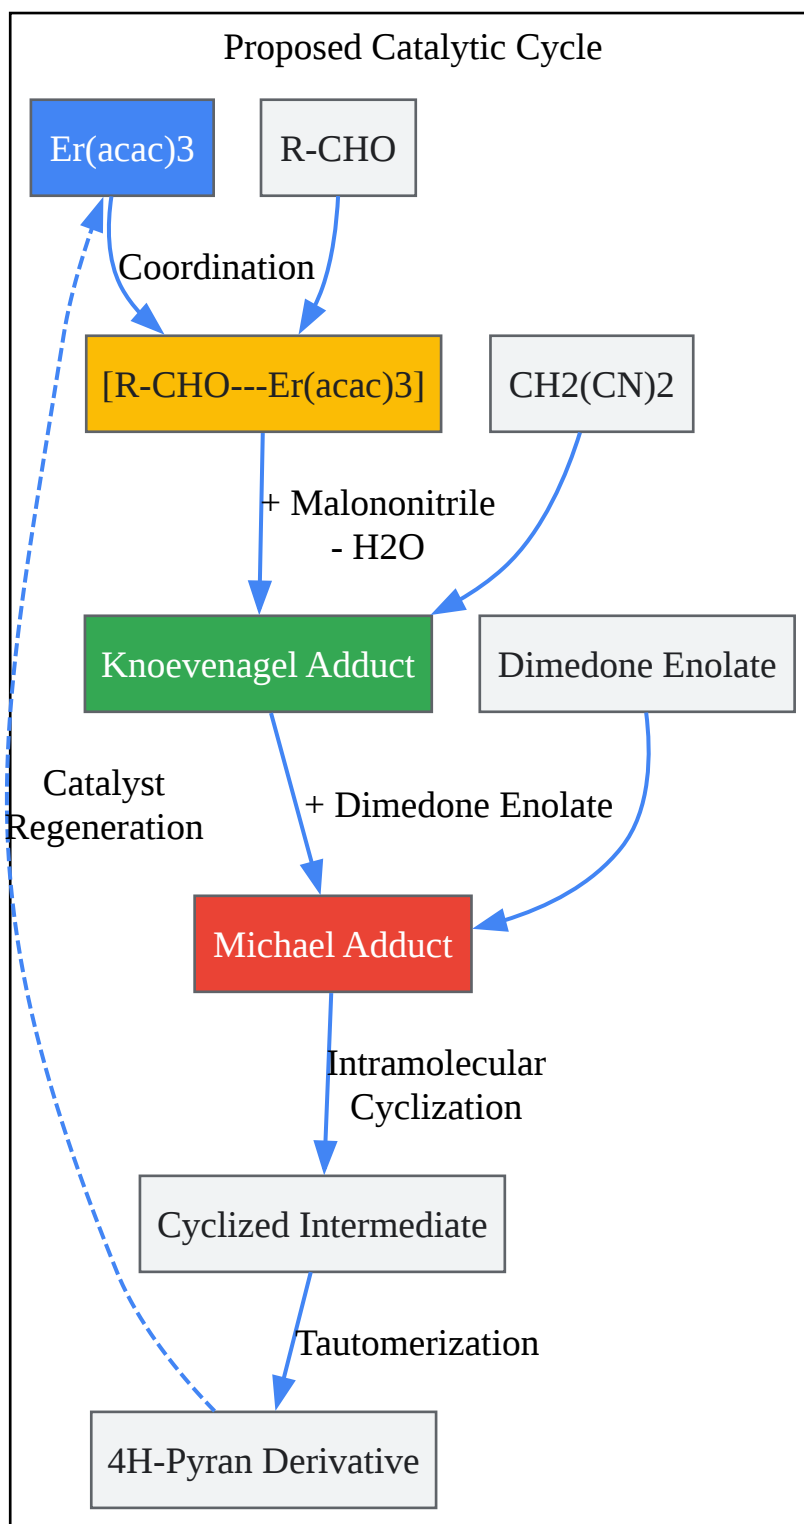 Proposed Catalytic Cycle
Er(acac)3
R-CHO
Coordination
[R-CHO---Er(acac)3]
CH2(CN)2
+ Malononitrile
- H2O
Knoevenagel Adduct
Dimedone Enolate
Catalyst
Regeneration
+ Dimedone Enolate
Michael Adduct
Intramolecular
Cyclization
Cyclized Intermediate
Tautomerization
4H-Pyran Derivative